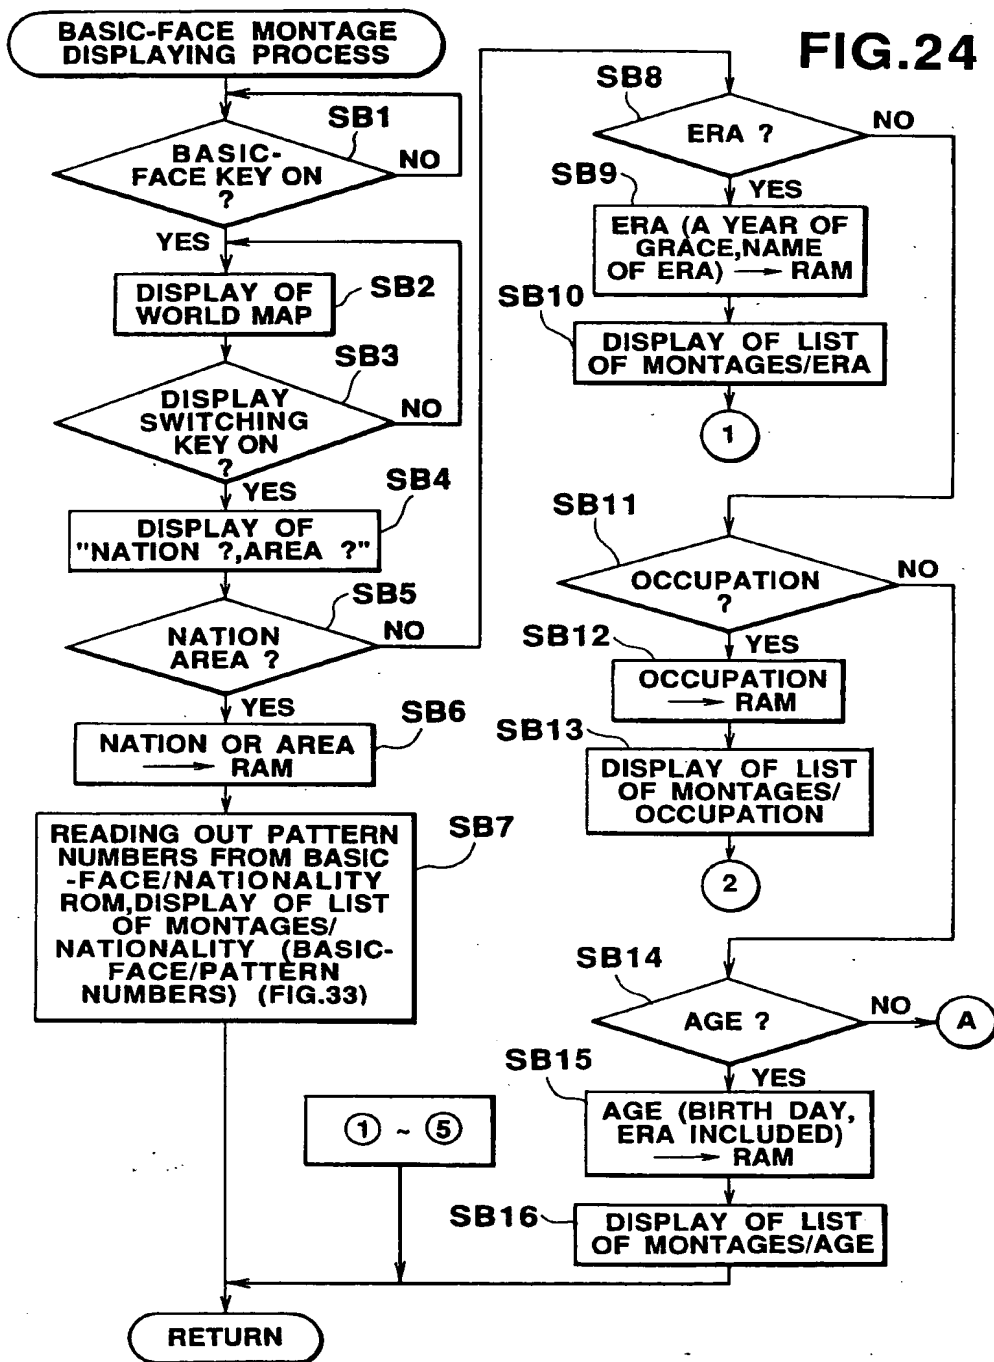 FIG.24
BASIC-FACE MONTAGE
DISPLAYING PROCESS
SB1
BASIC-
FACE KEY ON
?
NO
YES
DISPLAY OF
WORLD MAP
SB2
SB3
DISPLAY
SWITCHING
KEY ON
?
NO
YES
SB4
DISPLAY OF
"NATION ?,AREA ?"
SB5
NATION
AREA ?
NO
YES
SB6
NATION OR AREA
→ RAM
SB7
READING OUT PATTERN
NUMBERS FROM BASIC
-FACE/NATIONALITY
ROM,DISPLAY OF LIST
OF MONTAGES/
NATIONALITY (BASIC-
FACE/PATTERN
NUMBERS) (FIG.33)
① ~ ⑤
RETURN
SB8
ERA ?
NO
YES
SB9
ERA (A YEAR OF
GRACE,NAME
OF ERA) → RAM
SB10
DISPLAY OF LIST
OF MONTAGES/ERA
1
SB11
OCCUPATION
?
NO
YES
SB12
OCCUPATION
→ RAM
SB13
DISPLAY OF LIST
OF MONTAGES/
OCCUPATION
2
SB14
AGE ?
NO
A
YES
SB15
AGE (BIRTH DAY,
ERA INCLUDED)
→ RAM
SB16
DISPLAY OF LIST
OF MONTAGES/AGE